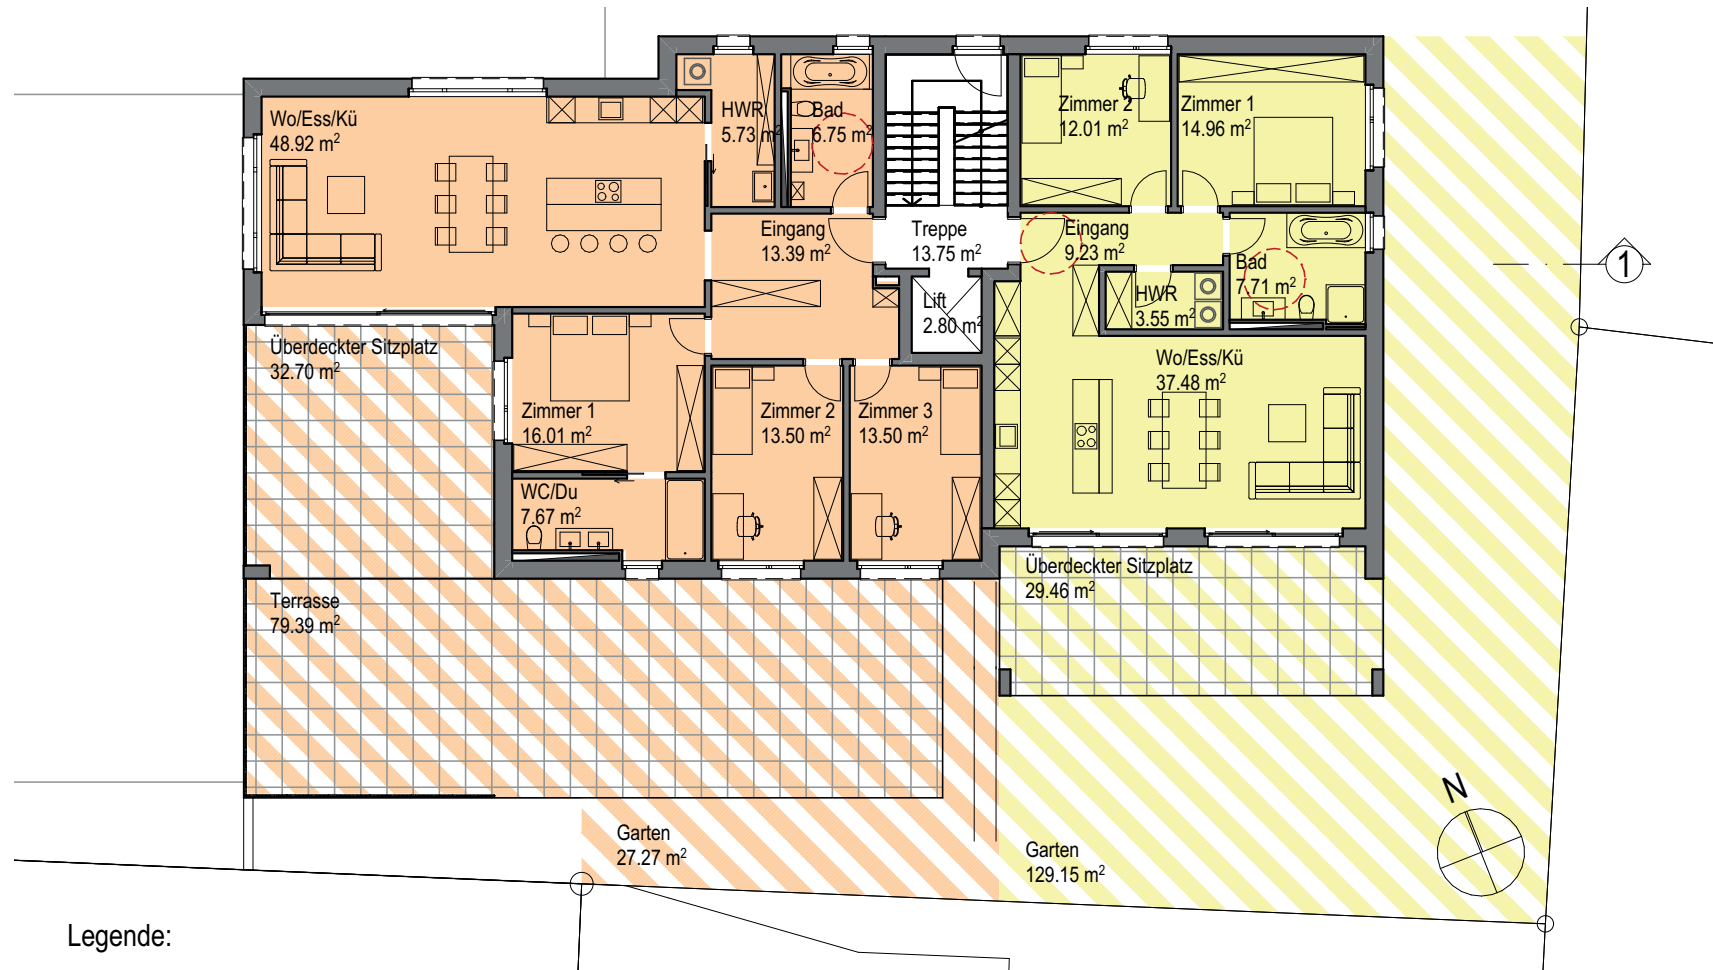 Wo/Ess/Kü
48.92 m²
HWR
5.73 m²
Bad
6.75 m²
Zimmer 2
12.01 m²
Zimmer 1
14.96 m²
Eingang
13.39 m²
Treppe
13.75 m²
Eingang
9.23 m²
Bad
7.71 m²
1
Lift
2.80 m²
HWR
3.55 m²
Überdeckter Sitzplatz
32.70 m²
Wo/Ess/Kü
37.48 m²
Zimmer 1
16.01 m²
Zimmer 2
13.50 m²
Zimmer 3
13.50 m²
WC/Du
7.67 m²
Überdeckter Sitzplatz
29.46 m²
Terrasse
79.39 m²
N
Garten
27.27 m²
Garten
129.15 m²
Legende: